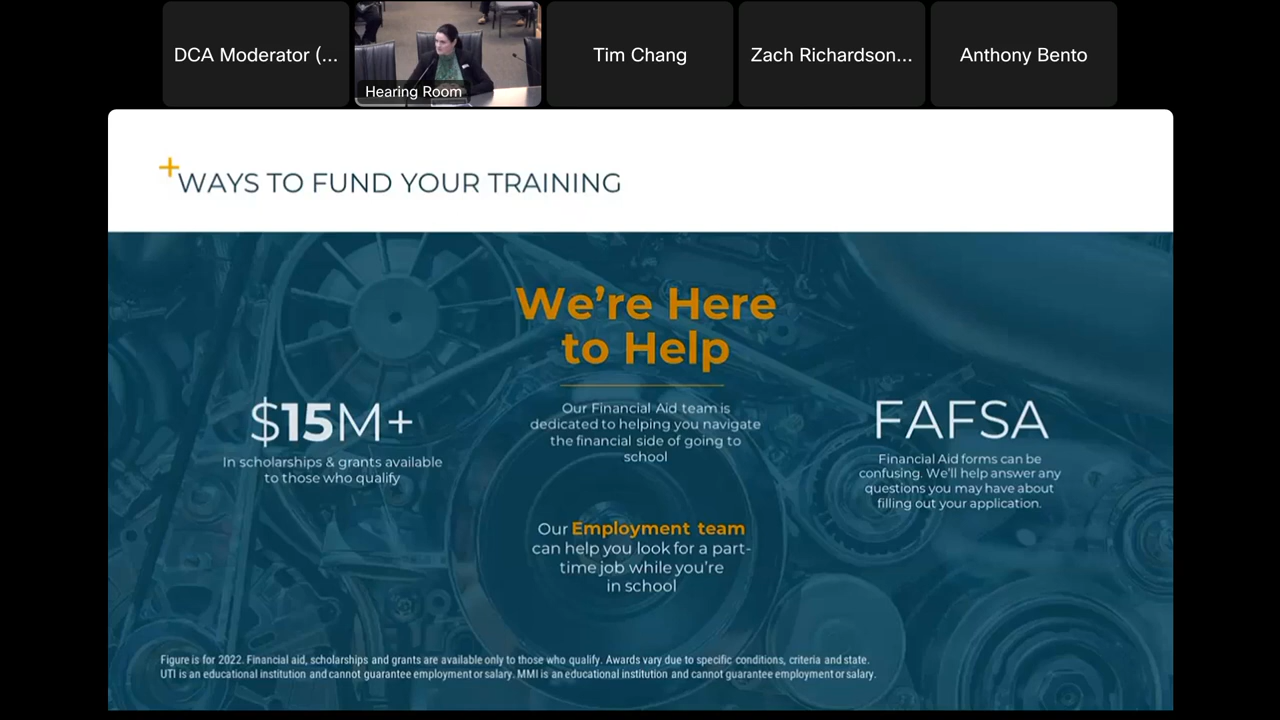 DCA Moderator (...
Hearing Room
Tim Chang
Zach Richardson...
Anthony Bento
WAYS TO FUND YOUR TRAINING
We're Here
to Help
$15M+
In scholarships & grants available
to those who qualify
Our Financial Aid team is
dedicated to helping you navigate
the financial side of going to
school
FAFSA
Financial Aid forms can be
confusing. We'll help answer any
questions you may have about
filling out your application.
Our Employment team
can help you look for a part-
time job while you're
in school
Figure is for 2022. Financial aid, scholarships and grants are available only to those who qualify. Awards vary due to specific conditions, criteria and state.
UTI is an educational institution and cannot guarantee employment or salary. MMI is an educational institution and cannot guarantee employment or salary.